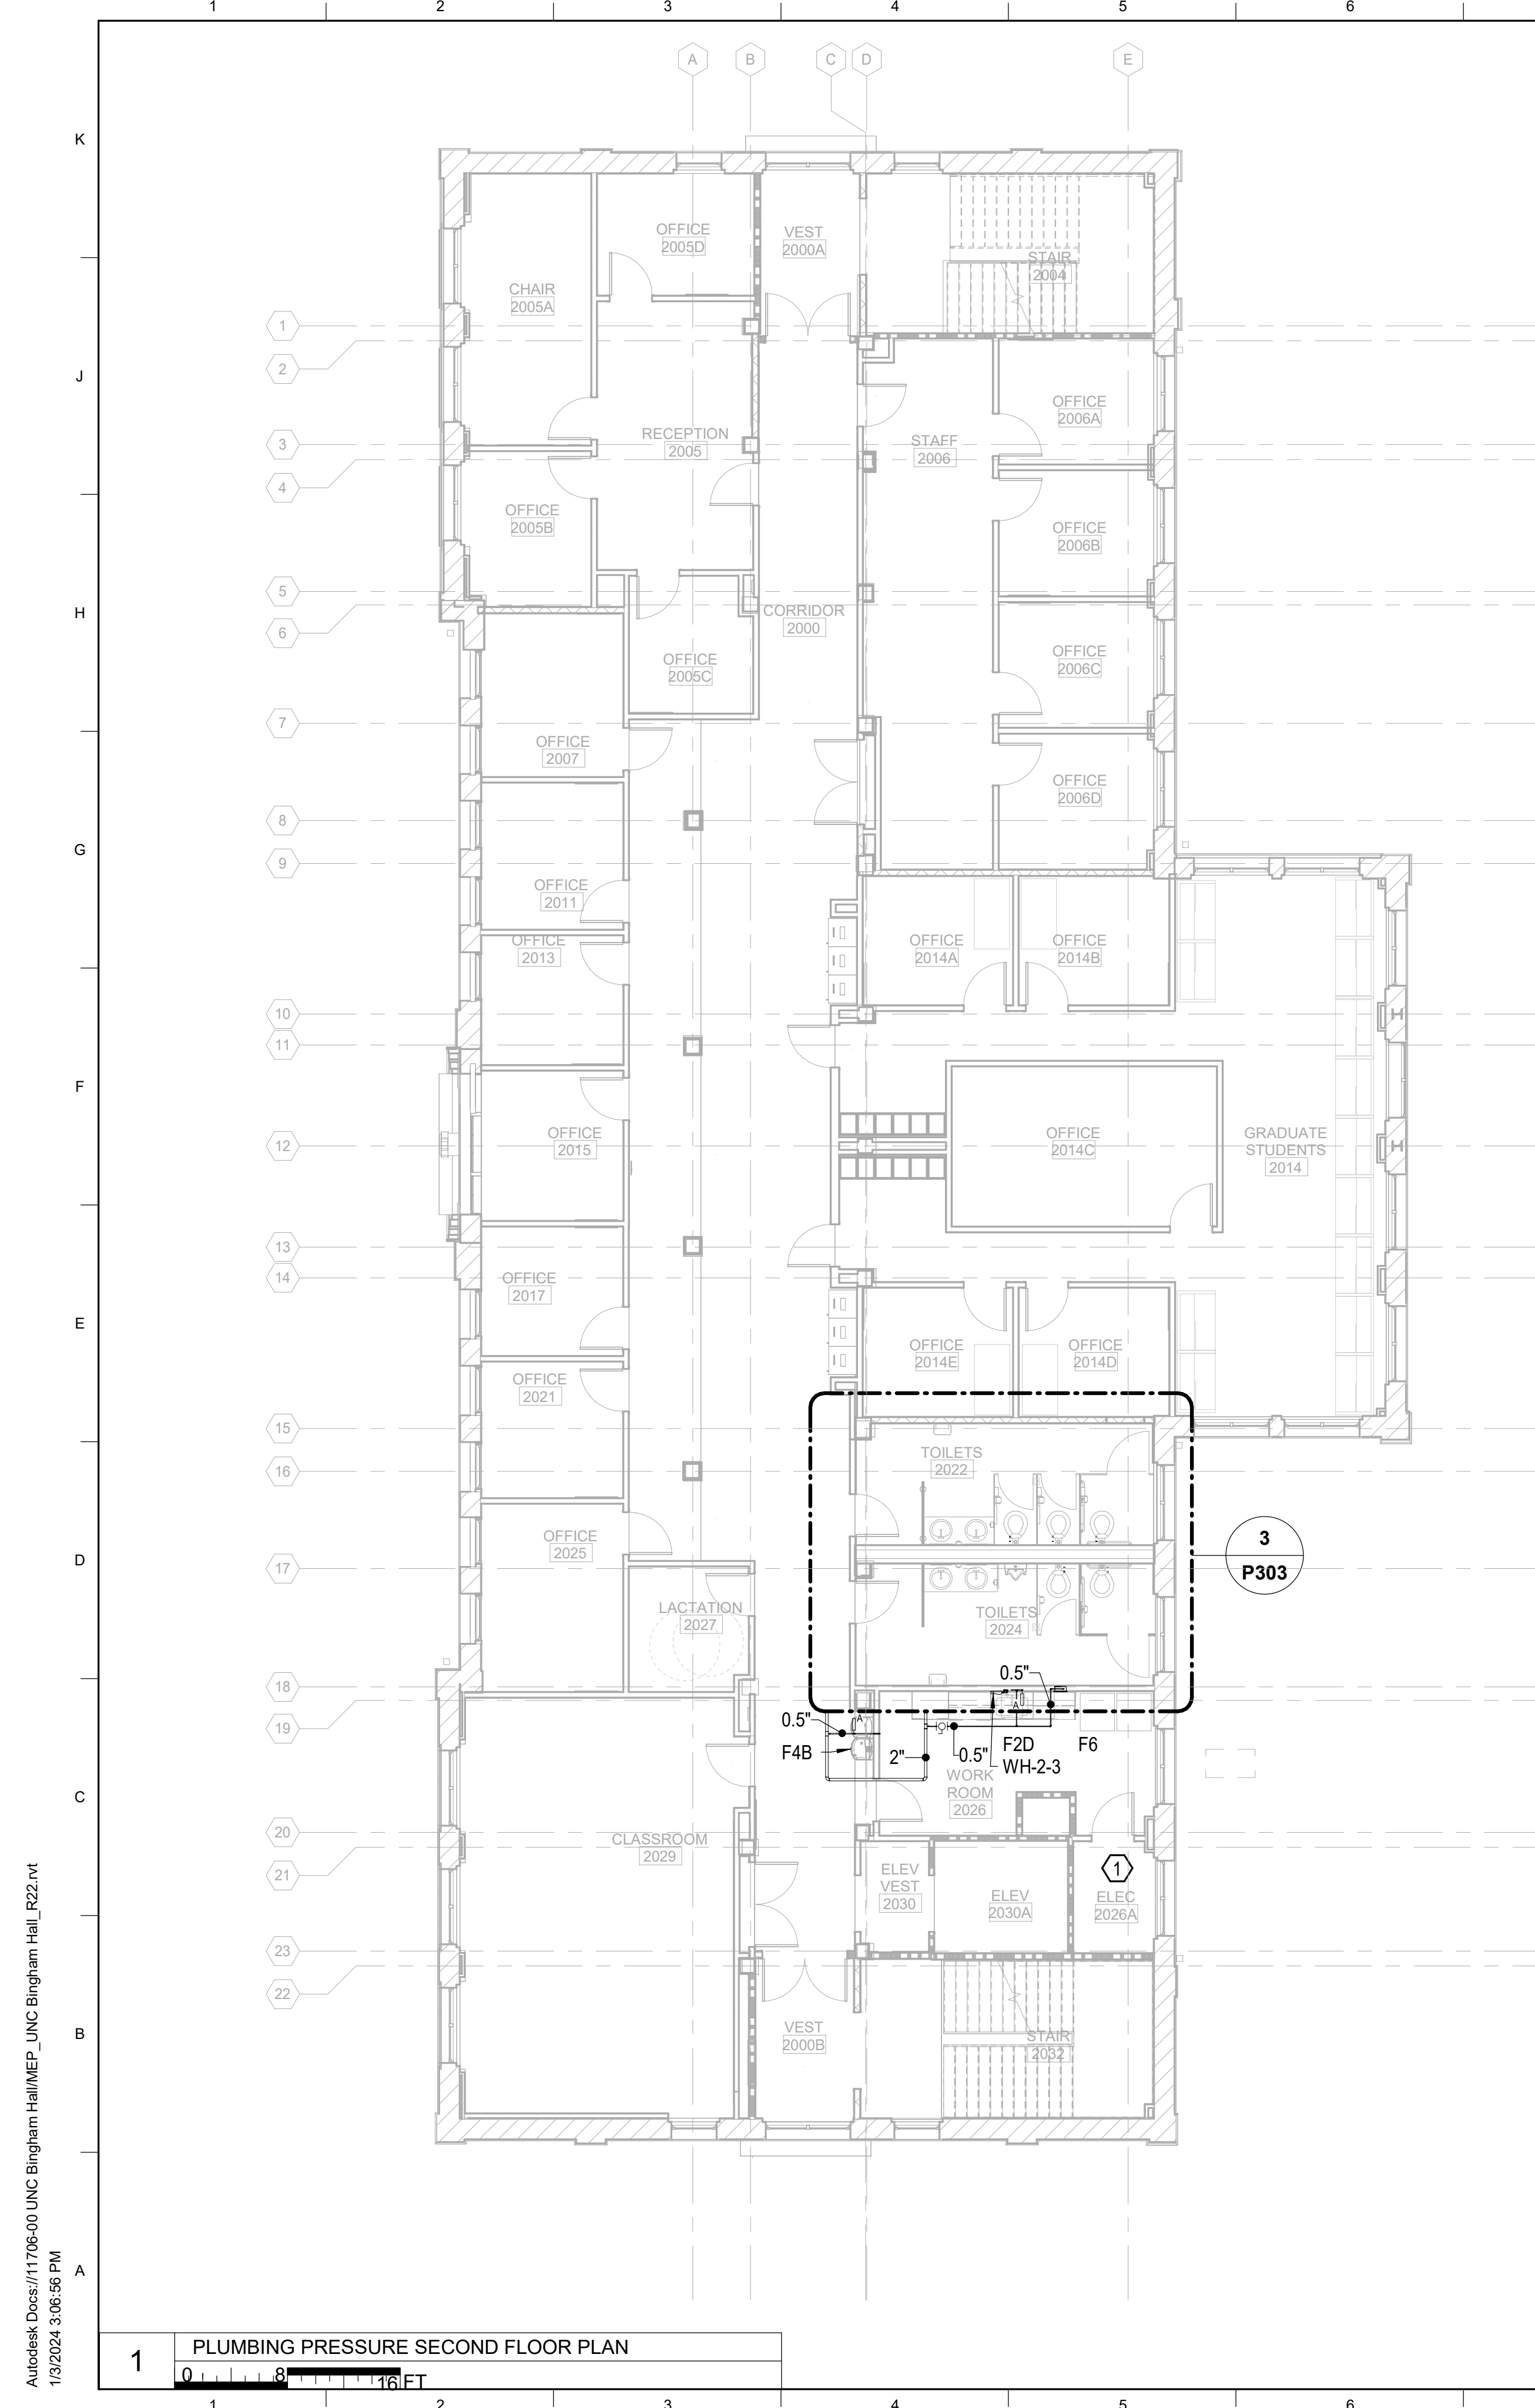 1 2 3 4 5 6
A B C D E
K
OFFICE
2005D
VEST
2000A
STAIR
2004
CHAIR
2005A
1
2
J
OFFICE
2006A
RECEPTION
2005
STAFF
2006
3
4
OFFICE
2005B
OFFICE
2006B
5
H
CORRIDOR
2000
6
OFFICE
2005C
OFFICE
2006C
7
OFFICE
2007
OFFICE
2006D
8
G
9
OFFICE
2011
OFFICE
2013
OFFICE
2014A
OFFICE
2014B
10
11
F
12
OFFICE
2015
OFFICE
2014C
GRADUATE
STUDENTS
2014
13
14
OFFICE
2017
E
OFFICE
2014E
OFFICE
2014D
OFFICE
2021
15
TOILETS
2022
16
OFFICE
2025
D
17
3
P303
LACTATION
2027
TOILETS
2024
18
0.5"
19
0.5"
A
A
F4B
2"
0.5"
F2D
F6
WH-2-3
WORK
ROOM
2026
C
20
CLASSROOM
2029
21
ELEV
VEST
2030
ELEV
2030A
1
ELEC
2026A
23
22
B
VEST
2000B
STAIR
2032
A
1
PLUMBING PRESSURE SECOND FLOOR PLAN
0 8 16 FT
1 2 3 4 5 6
Autodesk Docs://11706-00 UNC Bingham Hall/MEP_UNC Bingham Hall_R22.rvt
1/3/2024 3:06:56 PM